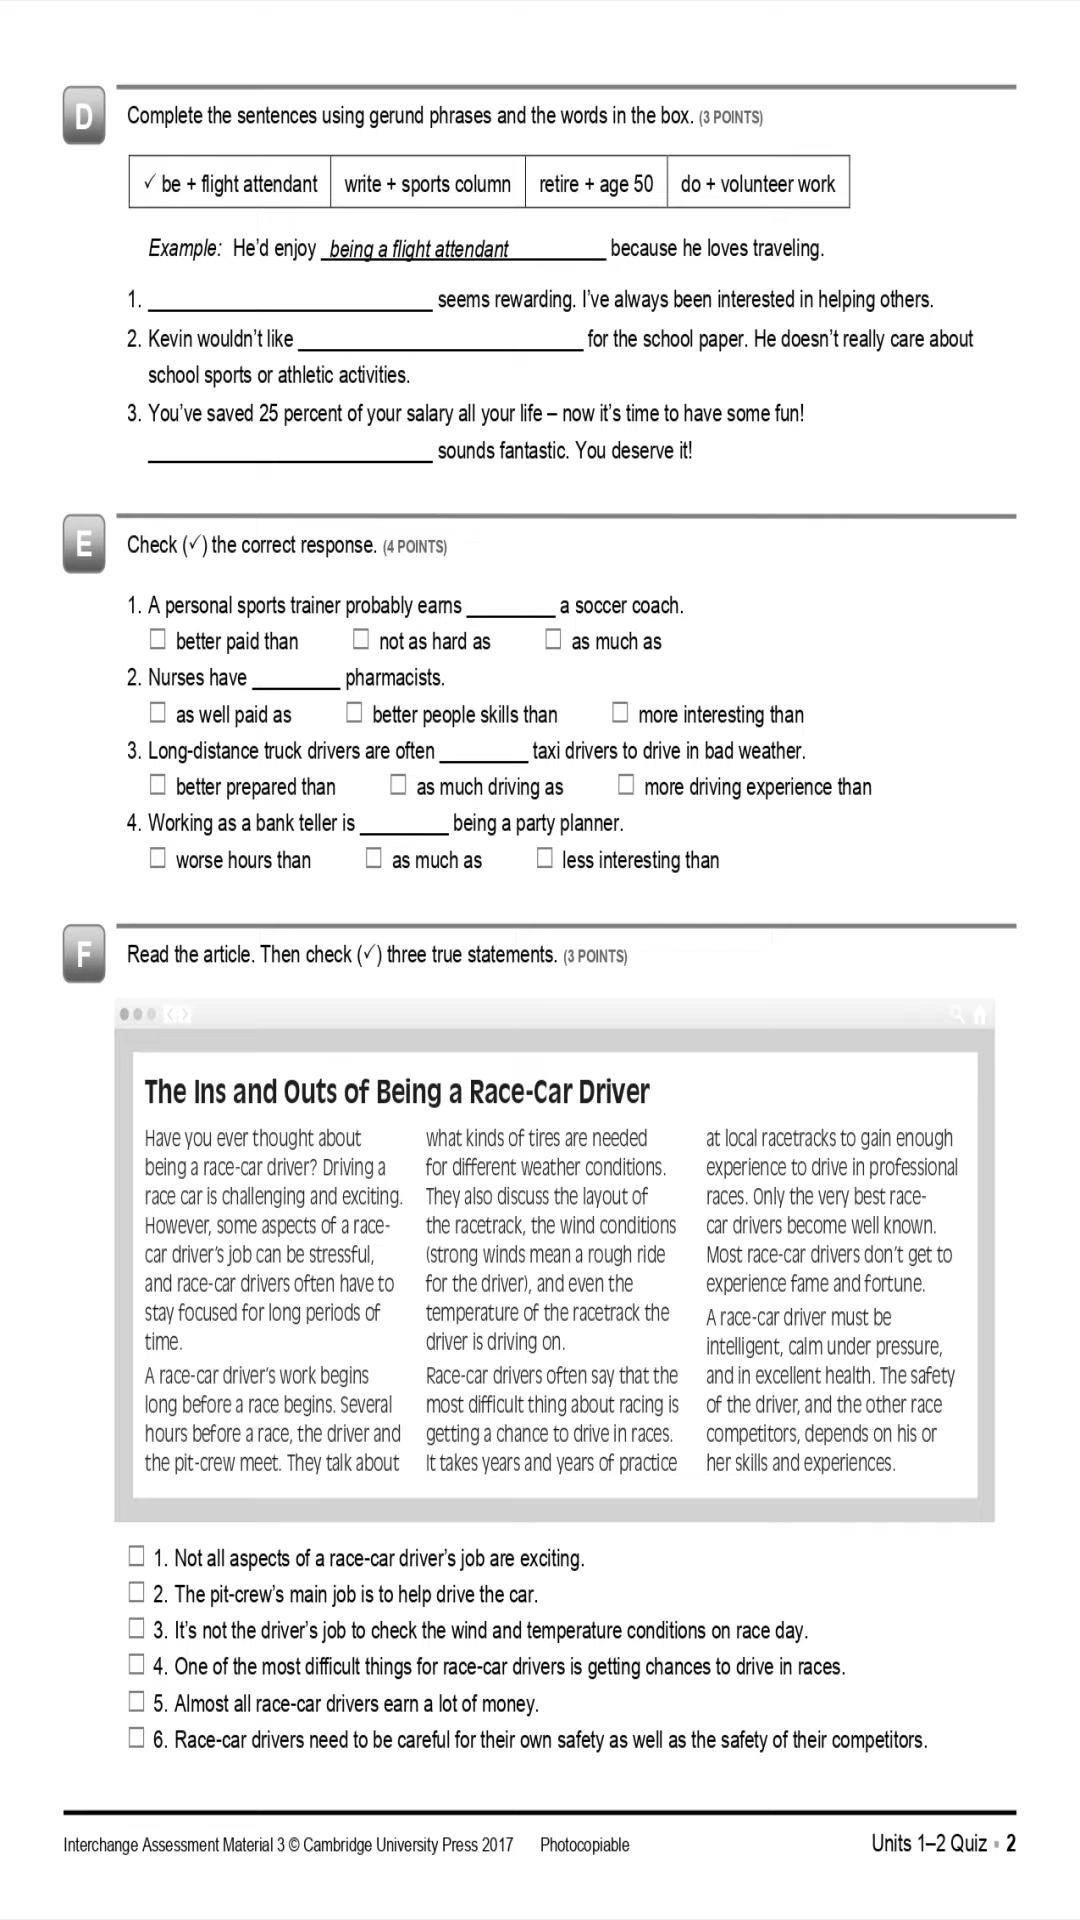 D
Complete the sentences using gerund phrases and the words in the box. (3 POINTS)
✓ be + flight attendant | write + sports column | retire + age 50 | do + volunteer work
Example: He'd enjoy being a flight attendant because he loves traveling.
1. ____________ seems rewarding. I've always been interested in helping others.
2. Kevin wouldn't like ____________ for the school paper. He doesn't really care about
school sports or athletic activities.
3. You've saved 25 percent of your salary all your life – now it's time to have some fun!
____________ sounds fantastic. You deserve it!
E
Check (✓) the correct response. (4 POINTS)
1. A personal sports trainer probably earns ________ a soccer coach.
☐ better paid than ☐ not as hard as ☐ as much as
2. Nurses have ________ pharmacists.
☐ as well paid as ☐ better people skills than ☐ more interesting than
3. Long-distance truck drivers are often ________ taxi drivers to drive in bad weather.
☐ better prepared than ☐ as much driving as ☐ more driving experience than
4. Working as a bank teller is ________ being a party planner.
☐ worse hours than ☐ as much as ☐ less interesting than
F
Read the article. Then check (✓) three true statements. (3 POINTS)
The Ins and Outs of Being a Race-Car Driver
Have you ever thought about
being a race-car driver? Driving a
race car is challenging and exciting.
However, some aspects of a race-
car driver's job can be stressful,
and race-car drivers often have to
stay focused for long periods of
time.
A race-car driver's work begins
long before a race begins. Several
hours before a race, the driver and
the pit-crew meet. They talk about
what kinds of tires are needed
for different weather conditions.
They also discuss the layout of
the racetrack, the wind conditions
(strong winds mean a rough ride
for the driver), and even the
temperature of the racetrack the
driver is driving on.
Race-car drivers often say that the
most difficult thing about racing is
getting a chance to drive in races.
It takes years and years of practice
at local racetracks to gain enough
experience to drive in professional
races. Only the very best race-
car drivers become well known.
Most race-car drivers don't get to
experience fame and fortune.
A race-car driver must be
intelligent, calm under pressure,
and in excellent health. The safety
of the driver, and the other race
competitors, depends on his or
her skills and experiences.
☐ 1. Not all aspects of a race-car driver's job are exciting.
☐ 2. The pit-crew's main job is to help drive the car.
☐ 3. It's not the driver's job to check the wind and temperature conditions on race day.
☐ 4. One of the most difficult things for race-car drivers is getting chances to drive in races.
☐ 5. Almost all race-car drivers earn a lot of money.
☐ 6. Race-car drivers need to be careful for their own safety as well as the safety of their competitors.
Interchange Assessment Material 3 © Cambridge University Press 2017 Photocopiable Units 1–2 Quiz ▪ 2